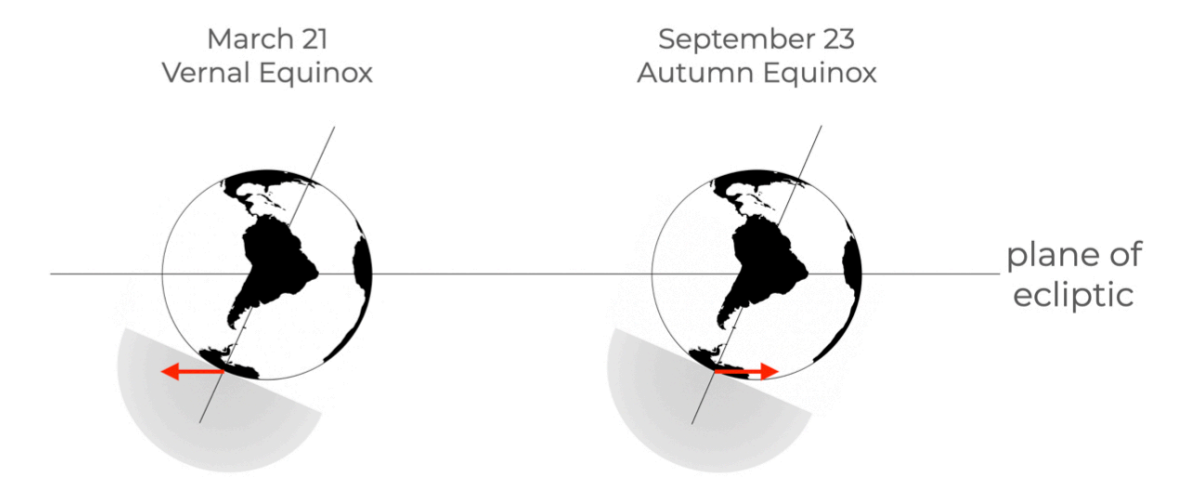 March 21
Vernal Equinox
September 23
Autumn Equinox
plane of
ecliptic